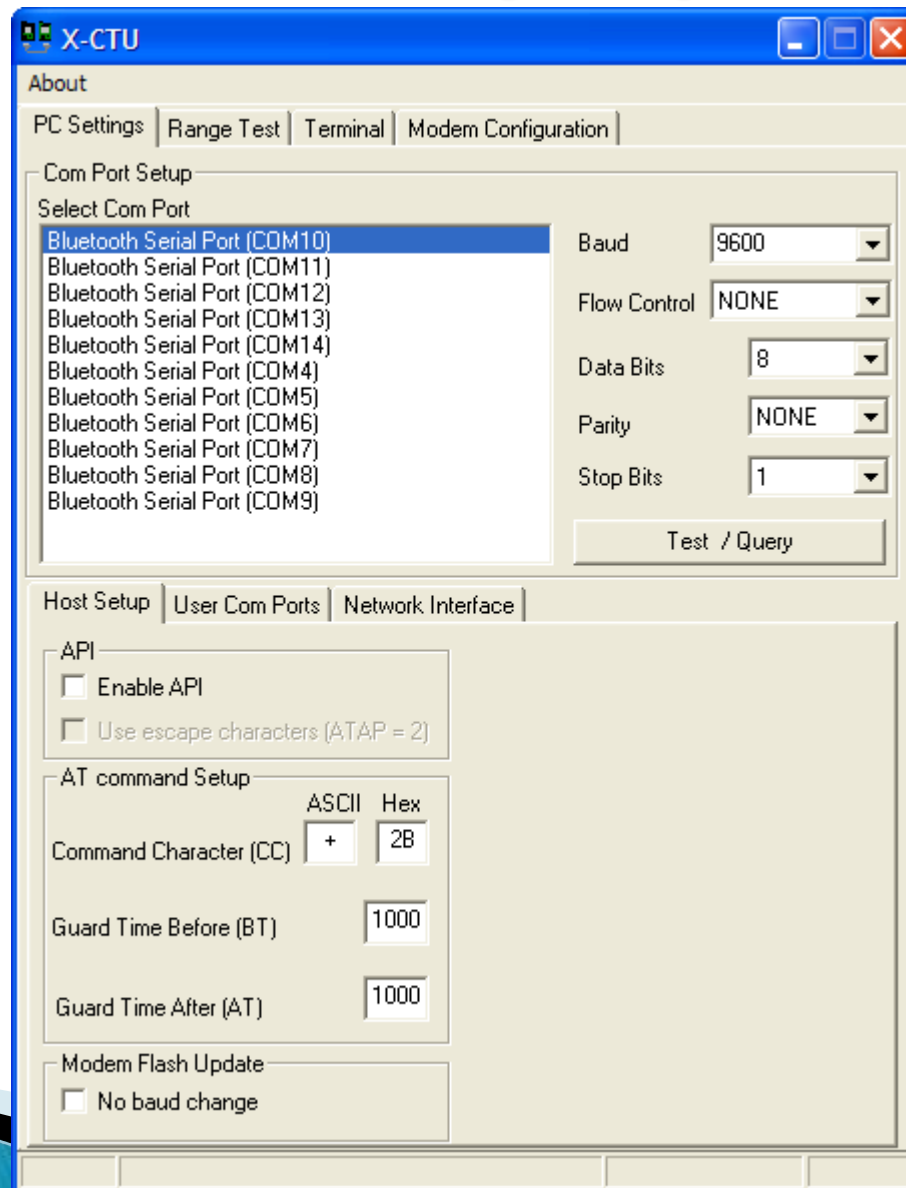 X-CTU
About
PC Settings Range Test Terminal Modem Configuration
Com Port Setup
Select Com Port
Bluetooth Serial Port (COM10)
Bluetooth Serial Port (COM11)
Bluetooth Serial Port (COM12)
Bluetooth Serial Port (COM13)
Bluetooth Serial Port (COM14)
Bluetooth Serial Port (COM4)
Bluetooth Serial Port (COM5)
Bluetooth Serial Port (COM6)
Bluetooth Serial Port (COM7)
Bluetooth Serial Port (COM8)
Bluetooth Serial Port (COM9)
Baud 9600
Flow Control NONE
Data Bits 8
Parity NONE
Stop Bits 1
Test / Query
Host Setup User Com Ports Network Interface
API
Enable API
Use escape characters (ATAP = 2)
AT command Setup
ASCII Hex
Command Character (CC) + 2B
Guard Time Before (BT) 1000
Guard Time After (AT) 1000
Modem Flash Update
No baud change